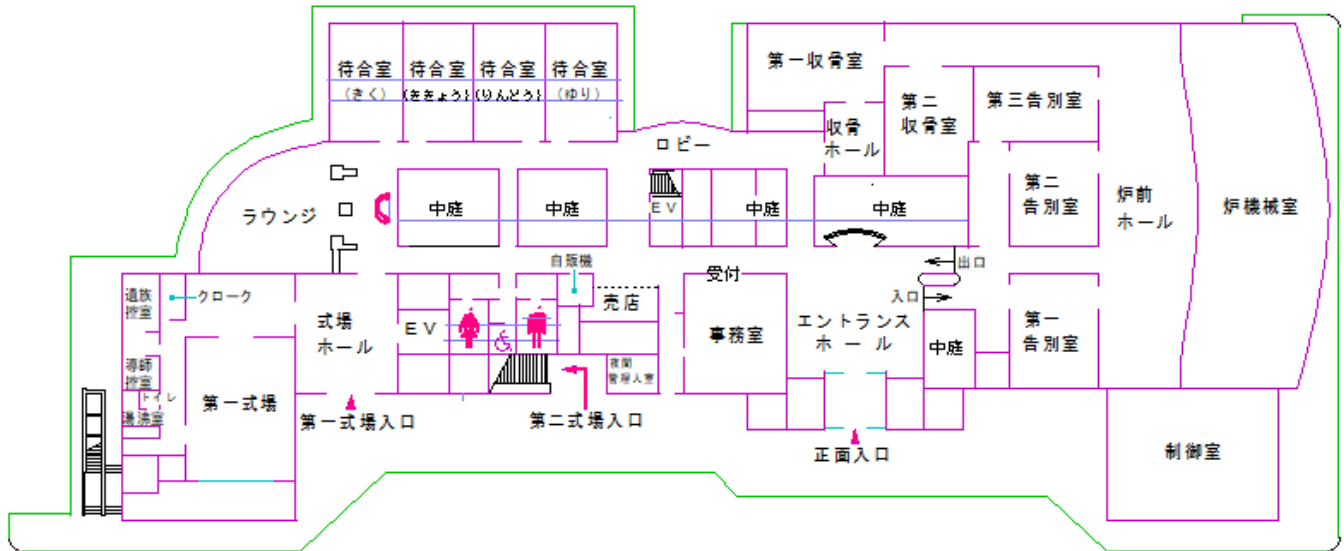 待合室
(きく)
待合室
(ききょう)
待合室
(りんどう)
待合室
(ゆり)
第一収骨室
第二
収骨室
第三告別室
収骨
ホール
ロビー
ラウンジ
中庭
中庭
EV
中庭
中庭
第二
告別室
炉前
ホール
炉機械室
自販機
受付
出口
入口
遺族
控室
クローク
式場
ホール
EV
売店
事務室
エントランス
ホール
中庭
第一
告別室
導師
控室
トイレ
湯沸室
第一式場
夜間
管理人室
第一式場入口
第二式場入口
正面入口
制御室